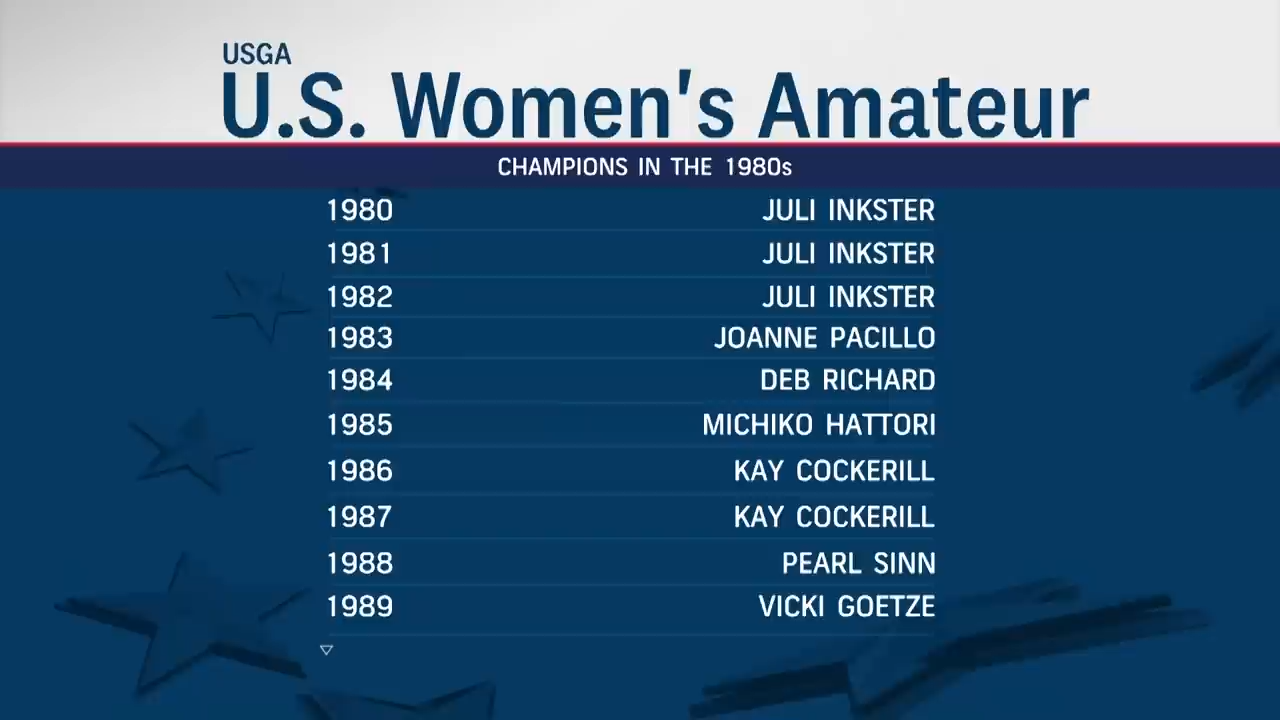 USGA
U.S. Women's Amateur
CHAMPIONS IN THE 1980s
1980 JULI INKSTER
1981 JULI INKSTER
1982 JULI INKSTER
1983 JOANNE PACILLO
1984 DEB RICHARD
1985 MICHIKO HATTORI
1986 KAY COCKERILL
1987 KAY COCKERILL
1988 PEARL SINN
1989 VICKI GOETZE